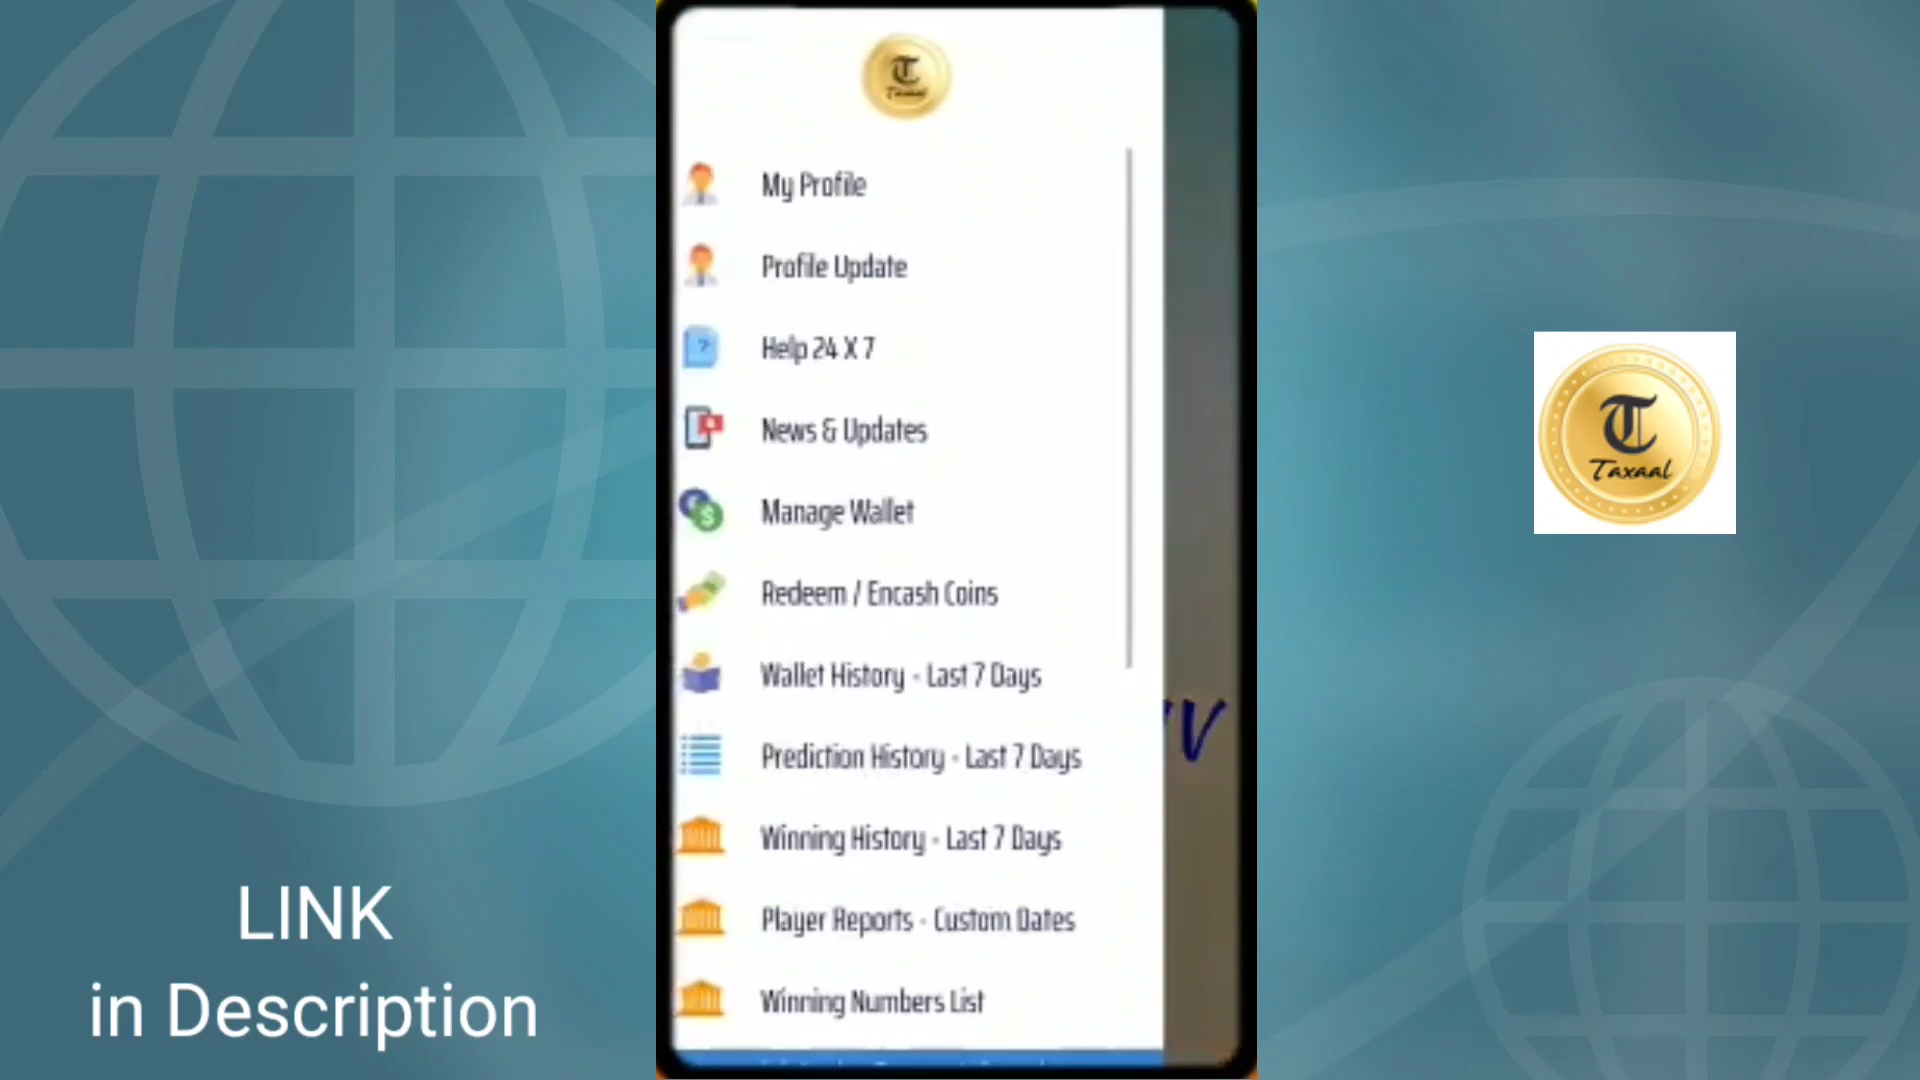 T
Taxaal
My Profile
Profile Update
Help 24 X 7
News & Updates
Manage Wallet
Redeem / Encash Coins
Wallet History - Last 7 Days
Prediction History - Last 7 Days
Winning History - Last 7 Days
Player Reports - Custom Dates
Winning Numbers List
T
Taxaal
LINK
in Description